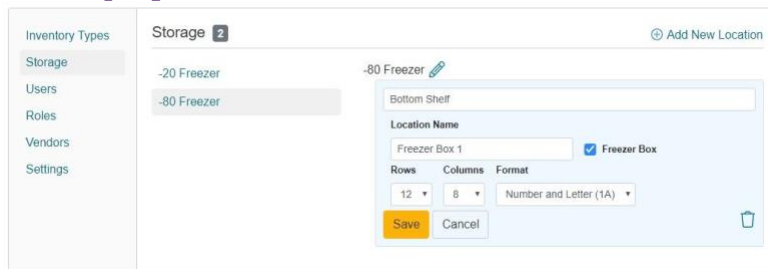 Inventory Types
Storage
Users
Roles
Vendors
Settings
Storage 2
Add New Location
-20 Freezer
-80 Freezer
-80 Freezer
Bottom Shelf
Location Name
Freezer Box 1
Freezer Box
Rows Columns Format
12 8 Number and Letter (1A)
Save Cancel